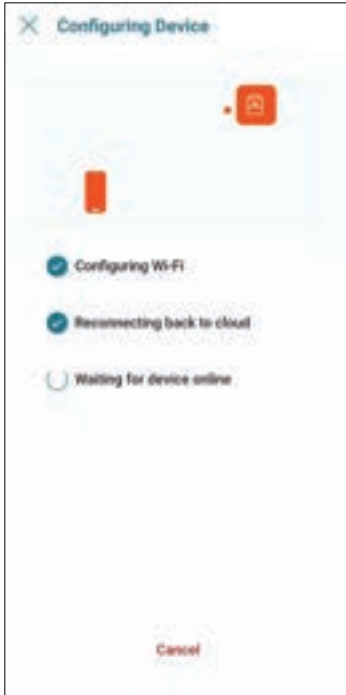 Configuring Device
Configuring Wi-Fi
Reconnecting back to cloud
Waiting for device online
Cancel